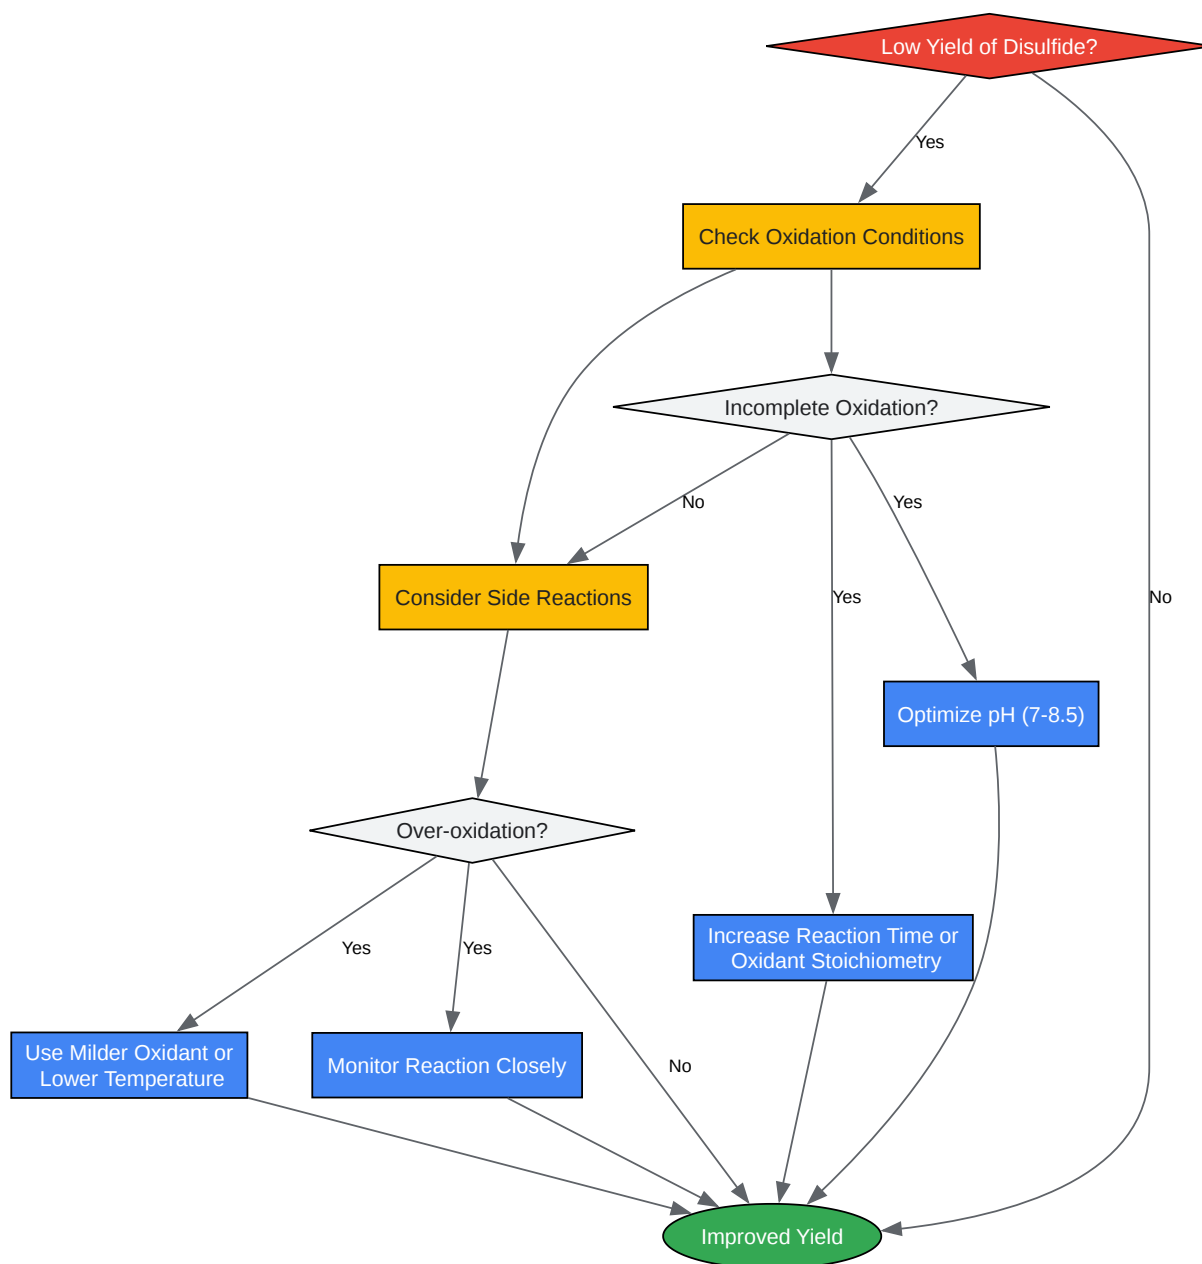 Low Yield of Disulfide?
Yes
Check Oxidation Conditions
Incomplete Oxidation?
No
Yes
Consider Side Reactions
Yes
No
Optimize pH (7-8.5)
Over-oxidation?
Increase Reaction Time or
Oxidant Stoichiometry
Yes
Yes
Use Milder Oxidant or
Lower Temperature
Monitor Reaction Closely
No
Improved Yield